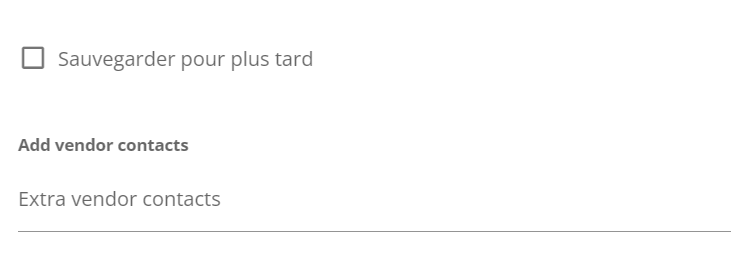 Sauvegarder pour plus tard
Add vendor contacts
Extra vendor contacts